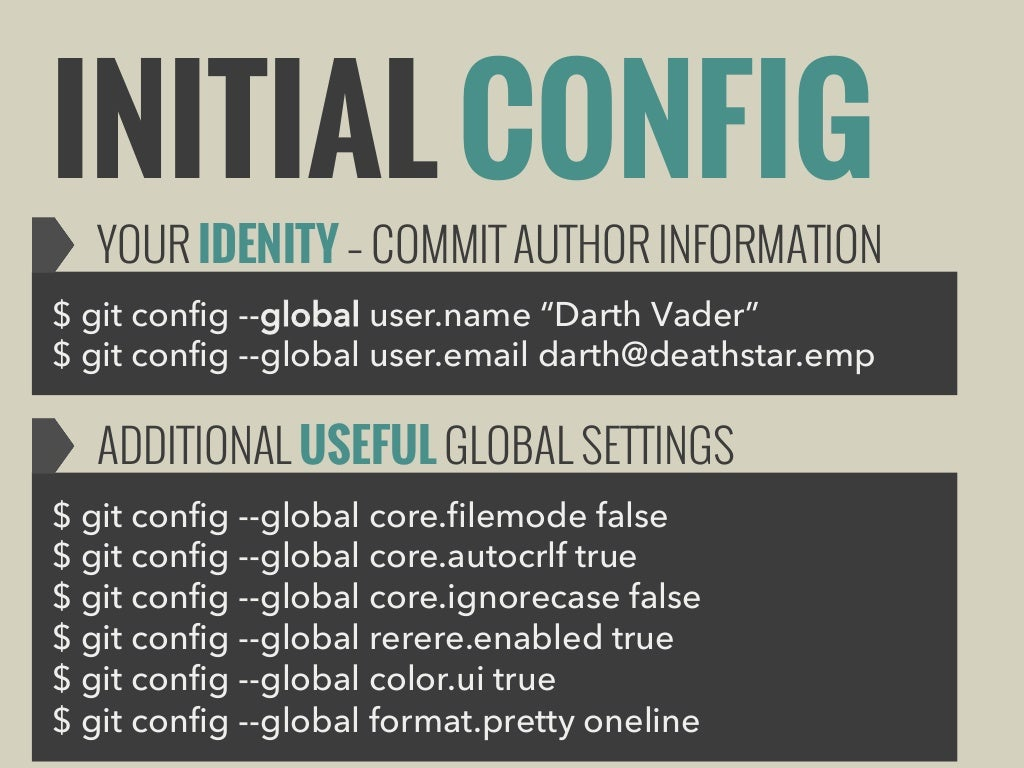 INITIAL CONFIG
YOUR IDENITY – COMMIT AUTHOR INFORMATION
$ git config --global user.name “Darth Vader”
$ git config --global user.email darth@deathstar.emp
ADDITIONAL USEFUL GLOBAL SETTINGS
$ git config --global core.filemode false
$ git config --global core.autocrlf true
$ git config --global core.ignorecase false
$ git config --global rerere.enabled true
$ git config --global color.ui true
$ git config --global format.pretty oneline